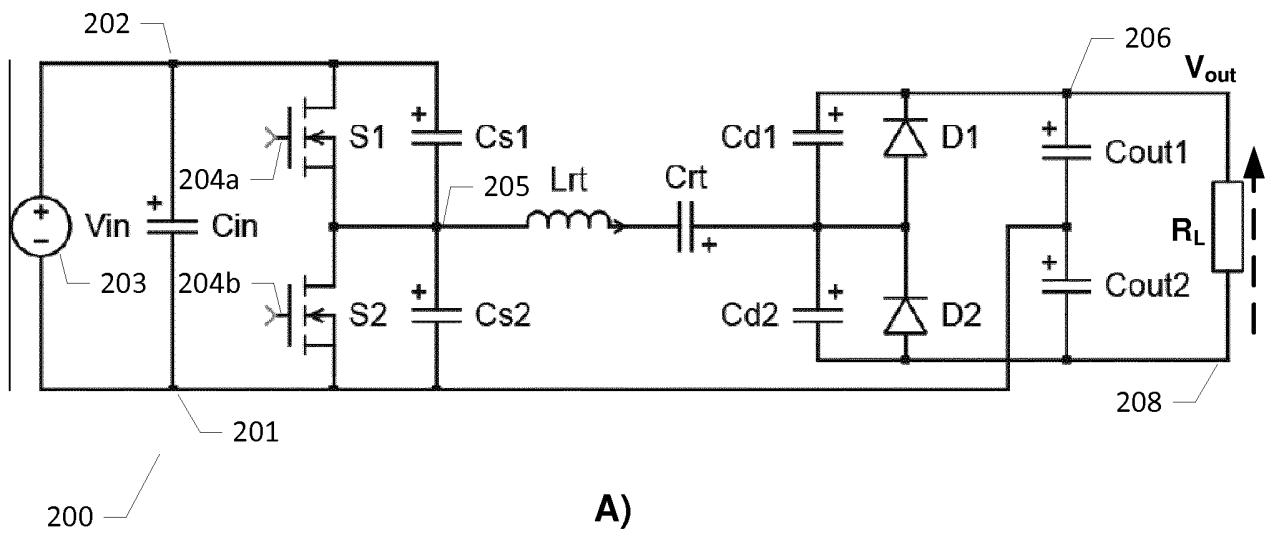 202
206
Vout
S1
Cs1
Cd1
D1
Cout1
204a
Lrt
Crt
205
Vin
Cin
RL
203
204b
S2
Cs2
Cd2
D2
Cout2
208
201
200
A)